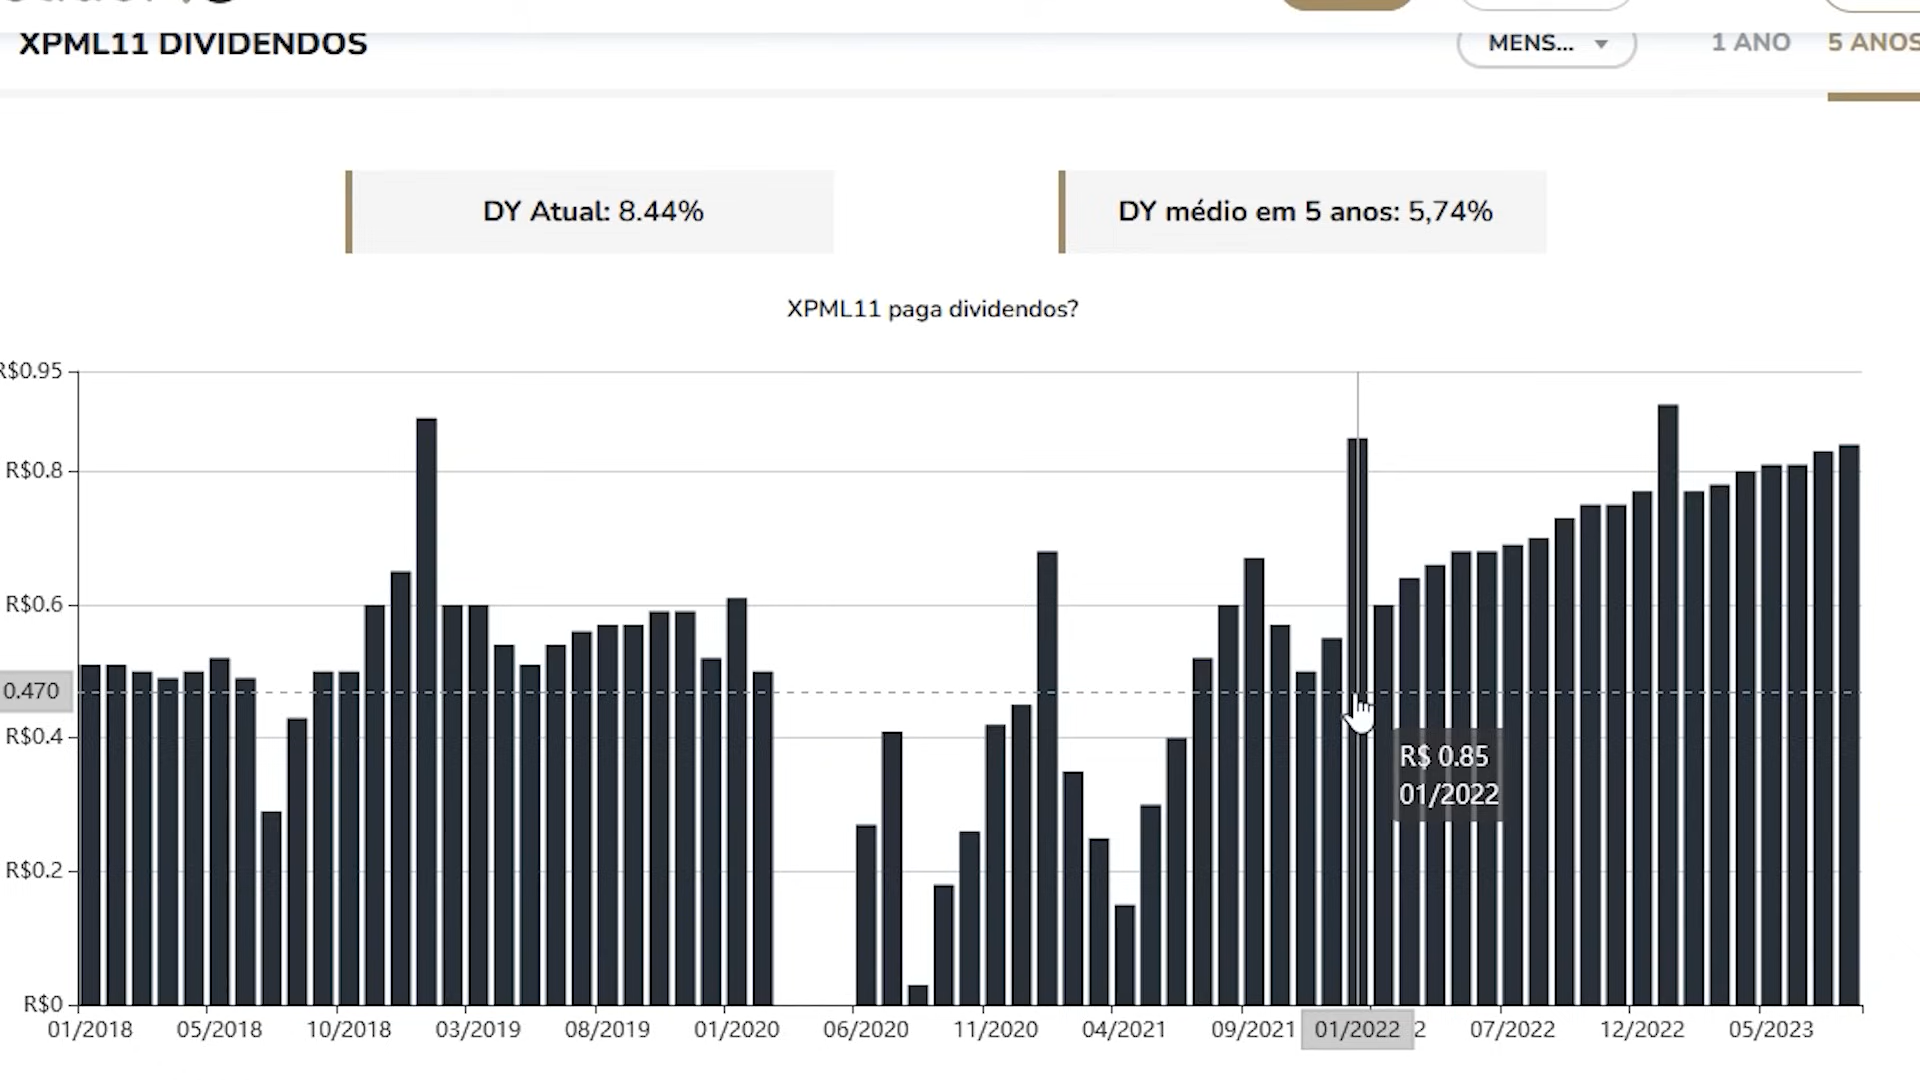 XPML11 DIVIDENDOS
MENS...
1 ANO
5 ANOS
DY Atual: 8.44%
DY médio em 5 anos: 5,74%
XPML11 paga dividendos?
R$0.95
R$0.8
R$0.6
0.470
R$0.4
R$0.2
R$0
R$ 0.85
01/2022
01/2018
05/2018
10/2018
03/2019
08/2019
01/2020
06/2020
11/2020
04/2021
09/2021
01/2022
2
07/2022
12/2022
05/2023